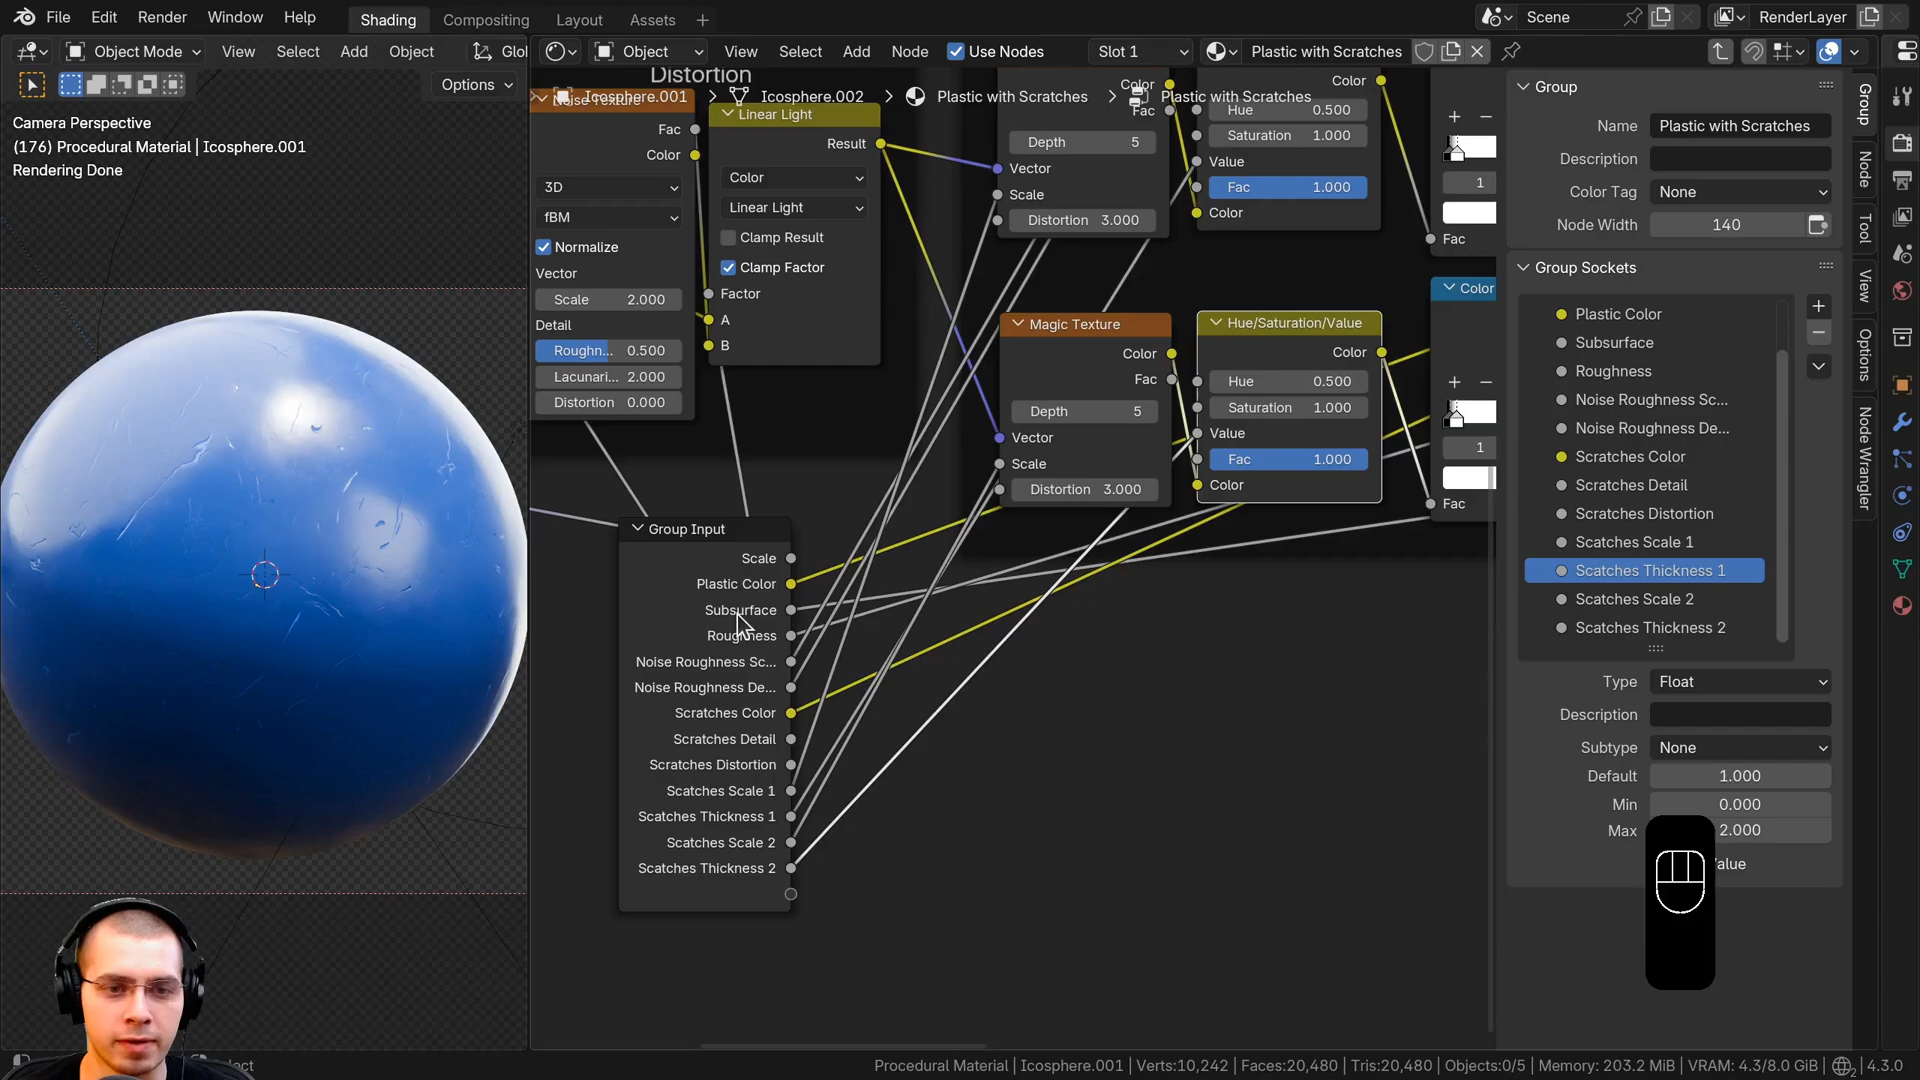 File Edit Render Window Help Shading Compositing Layout Assets Scene RenderLayer
Object Mode View Select Add Object Glol
Object View Select Add Node Use Nodes Slot 1 Plastic with Scratches
Options
Camera Perspective
(176) Procedural Material | Icosphere.001
Rendering Done
Distortion
Icosphere.001 > Icosphere.002 > Plastic with Scratches > Plastic with Scratches
Noise Texture
Fac
Color
3D
fBM
Normalize
Vector
Scale 2.000
Detail
Roughn... 0.500
Lacunari... 2.000
Distortion 0.000
Linear Light
Result
Color
Linear Light
Clamp Result
Clamp Factor
Factor
A
B
Color
Fac
Depth 5
Vector
Scale
Distortion 3.000
Color
Hue 0.500
Saturation 1.000
Value
Fac 1.000
Color
1
Fac
Magic Texture
Color
Fac
Depth 5
Vector
Scale
Distortion 3.000
Hue/Saturation/Value
Color
Hue 0.500
Saturation 1.000
Value
Fac 1.000
Color
Color
1
Fac
Group Input
Scale
Plastic Color
Subsurface
Roughness
Noise Roughness Sc...
Noise Roughness De...
Scratches Color
Scratches Detail
Scratches Distortion
Scatches Scale 1
Scatches Thickness 1
Scatches Scale 2
Scatches Thickness 2
Group
Name Plastic with Scratches
Description
Color Tag None
Node Width 140
Group Sockets
Plastic Color
Subsurface
Roughness
Noise Roughness Sc...
Noise Roughness De...
Scratches Color
Scratches Detail
Scratches Distortion
Scatches Scale 1
Scatches Thickness 1
Scatches Scale 2
Scatches Thickness 2
Type Float
Description
Subtype None
Default 1.000
Min 0.000
Max 2.000
Group
Node
Tool
View
Options
Node Wrangler
Procedural Material | Icosphere.001 | Verts:10,242 | Faces:20,480 | Tris:20,480 | Objects:0/5 | Memory: 203.2 MiB | VRAM: 4.3/8.0 GiB | 4.3.0